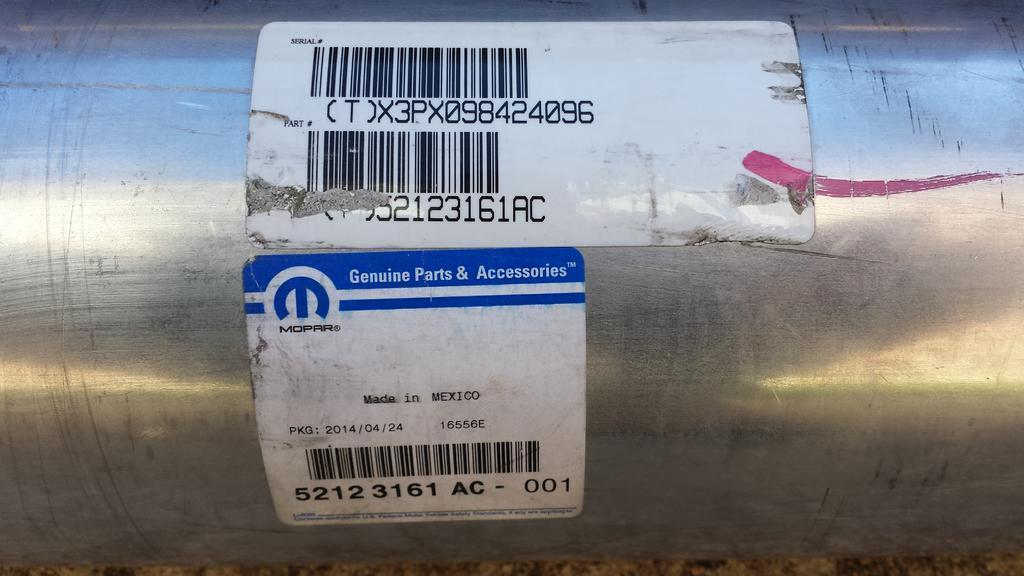 SERIAL #
(T)X3PX098424096
PART #
52123161AC
Genuine Parts & Accessories™
MOPAR®
Made in MEXICO
PKG: 2014/04/24 16556E
5212 3161 AC - 001